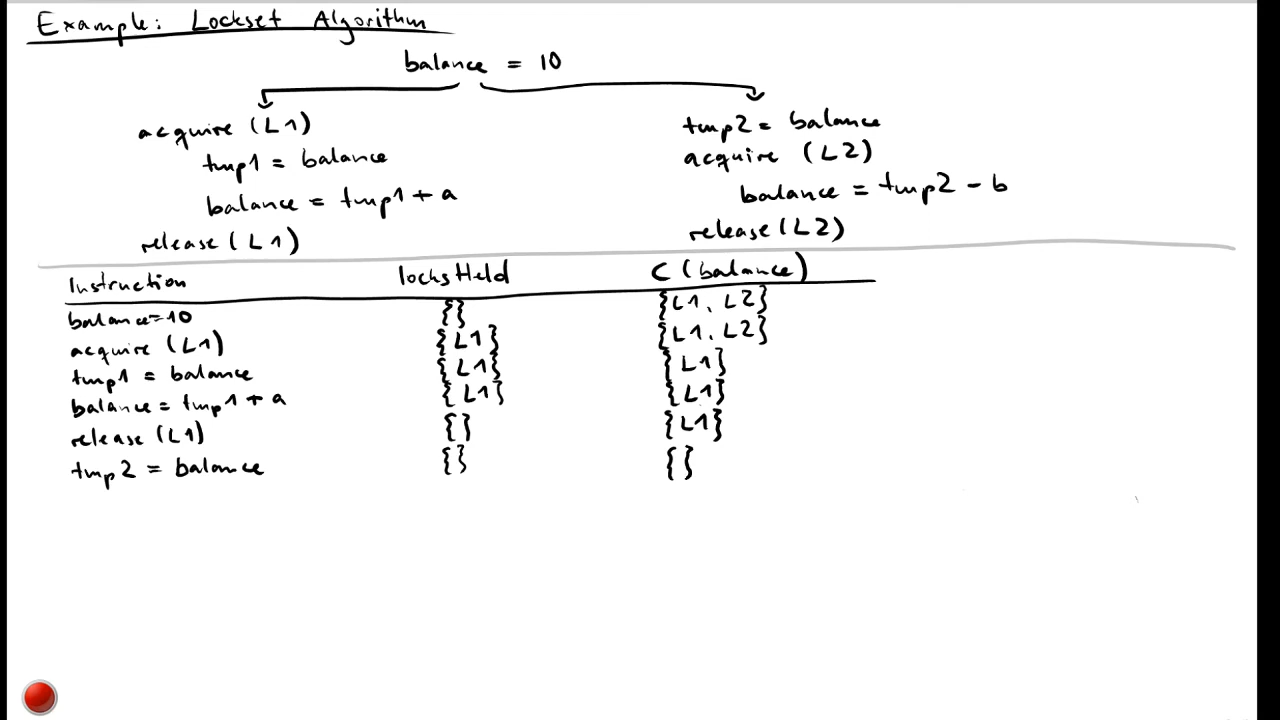 Example: Lockset Algorithm
balance = 10
acquire (L1)
tmp1 = balance
balance = tmp1 + a
release (L1)
tmp2 = balance
acquire (L2)
balance = tmp2 - b
release (L2)
Instruction locksHeld C (balance)
balance=10 {} {L1, L2}
acquire (L1) {L1} {L1, L2}
tmp1 = balance {L1} {L1}
balance = tmp1 + a {L1} {L1}
release (L1) {} {L1}
tmp2 = balance {} {}